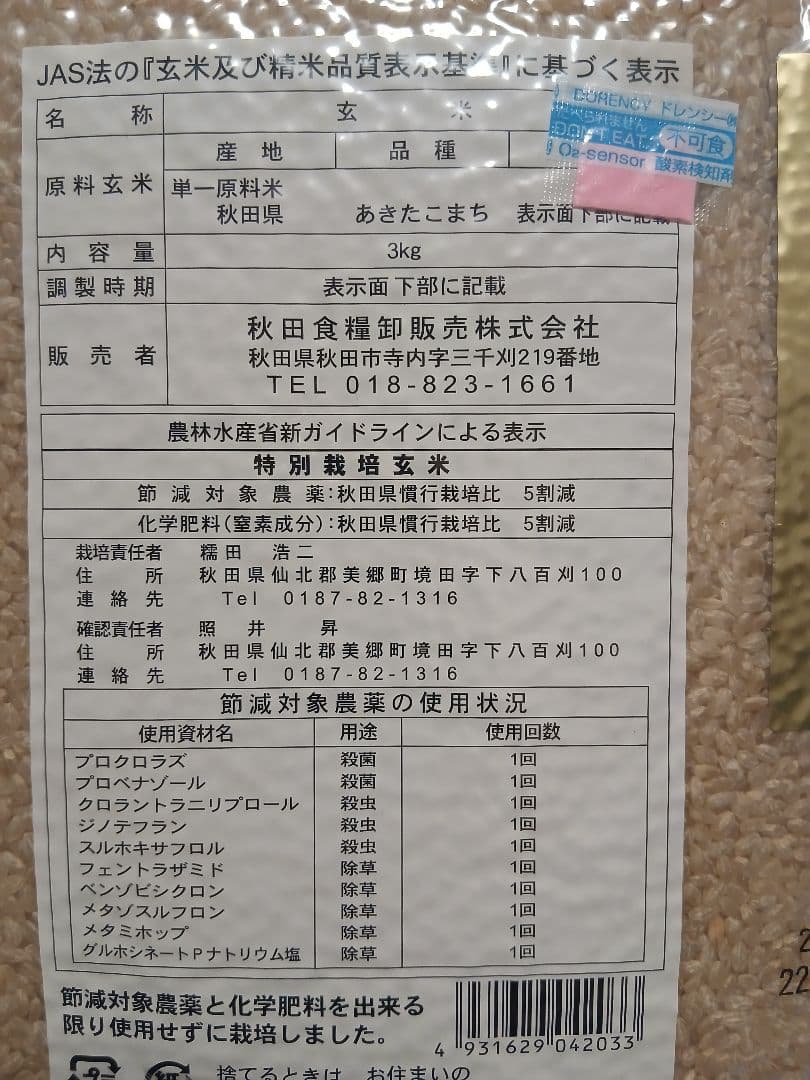 JAS法の『玄米及び精米品質表示基準』に基づく表示
名称 玄米
原料玄米 産地 品種
単一原料米
秋田県 あきたこまち 表示面下部に記載
内容量 3kg
調製時期 表示面下部に記載
販売者 秋田食糧卸販売株式会社
秋田県秋田市寺内字三千刈219番地
TEL 018-823-1661
DON'T EAT 不可食
O₂-sensor 酸素検知剤
農林水産省新ガイドラインによる表示
特別栽培玄米
節減対象農薬:秋田県慣行栽培比 5割減
化学肥料(窒素成分):秋田県慣行栽培比 5割減
栽培責任者 糯田 浩二
住所 秋田県仙北郡美郷町境田字下八百刈100
連絡先 Tel 0187-82-1316
確認責任者 照井 昇
住所 秋田県仙北郡美郷町境田字下八百刈100
連絡先 Tel 0187-82-1316
節減対象農薬の使用状況
使用資材名 用途 使用回数
プロクロラズ 殺菌 1回
プロベナゾール 殺菌 1回
クロラントラニリプロール 殺虫 1回
ジノテフラン 殺虫 1回
スルホキサフロル 殺虫 1回
フェントラザミド 除草 1回
ベンゾビシクロン 除草 1回
メタゾスルフロン 除草 1回
メタミホップ 除草 1回
グルホシネートPナトリウム塩 除草 1回
節減対象農薬と化学肥料を出来る
限り使用せずに栽培しました。
4 931629 042033
捨てるときは、お住まいの
22